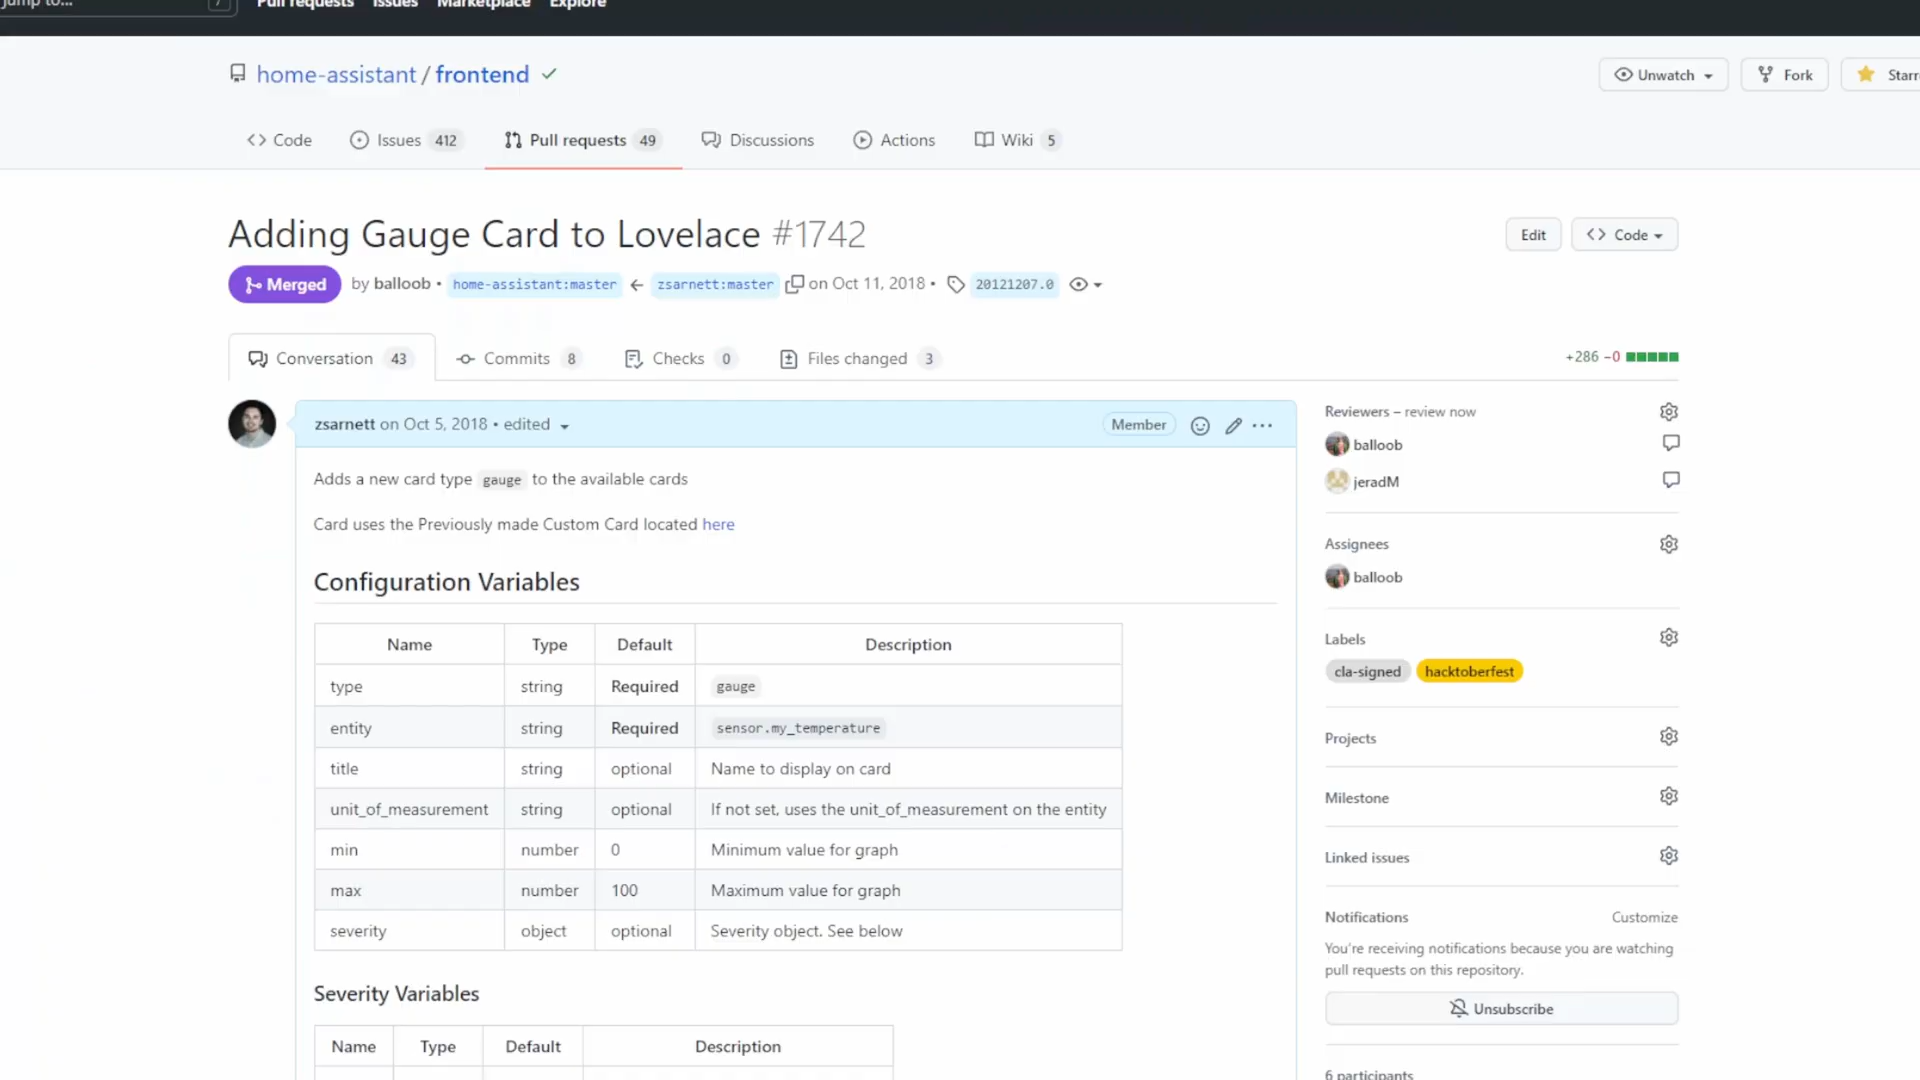 Jump to... /
Pull requests Issues Marketplace Explore
home-assistant / frontend
Unwatch Fork Starr
Code Issues 412 Pull requests 49 Discussions Actions Wiki 5
Adding Gauge Card to Lovelace #1742
Edit Code
Merged by balloob • home-assistant:master ← zsarnett:master on Oct 11, 2018 • 20121207.0
Conversation 43 Commits 8 Checks 0 Files changed 3
+286 −0
zsarnett on Oct 5, 2018 • edited
Member
Adds a new card type gauge to the available cards
Card uses the Previously made Custom Card located here
Configuration Variables
Name Type Default Description
type string Required gauge
entity string Required sensor.my_temperature
title string optional Name to display on card
unit_of_measurement string optional If not set, uses the unit_of_measurement on the entity
min number 0 Minimum value for graph
max number 100 Maximum value for graph
severity object optional Severity object. See below
Severity Variables
Name Type Default Description
Reviewers – review now
balloob
jeradM
Assignees
balloob
Labels
cla-signed hacktoberfest
Projects
Milestone
Linked issues
Notifications Customize
You're receiving notifications because you are watching
pull requests on this repository.
Unsubscribe
6 participants